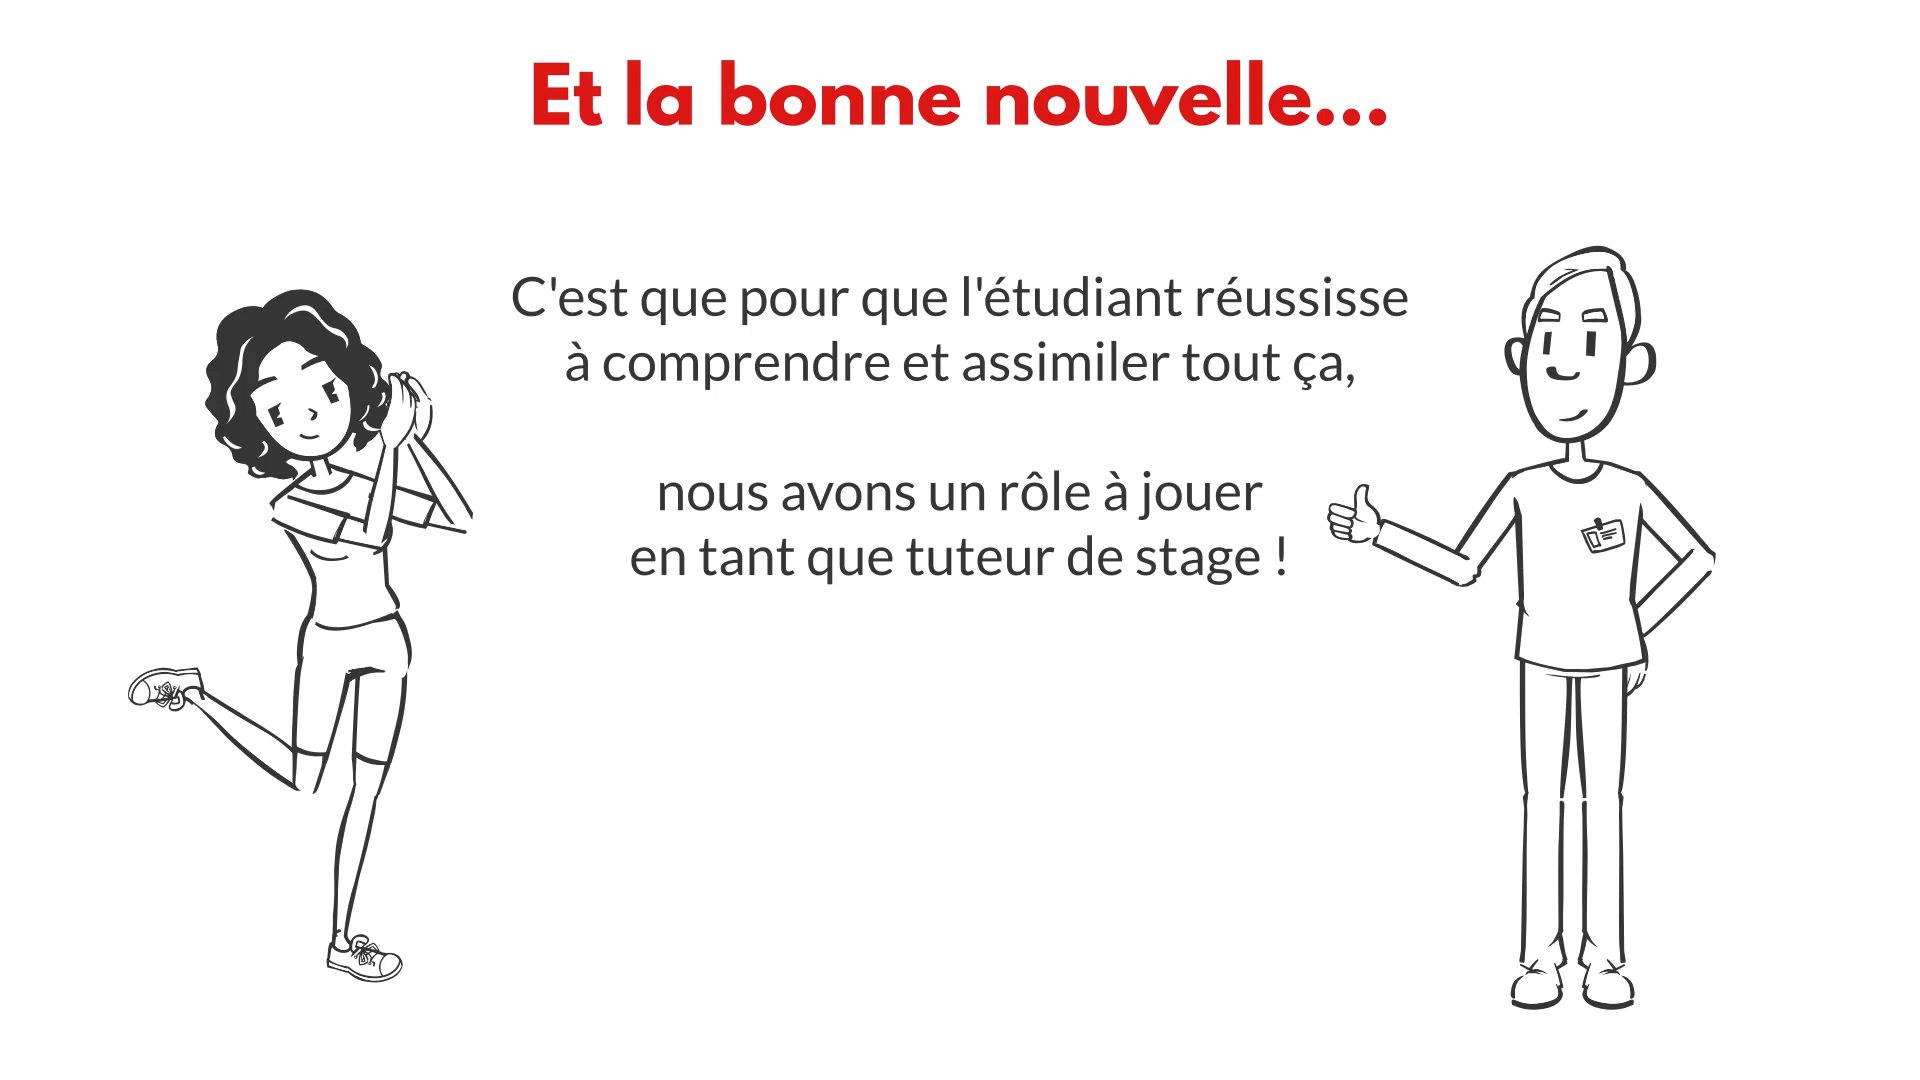 Et la bonne nouvelle...
C'est que pour que l'étudiant réussisse
à comprendre et assimiler tout ça,
nous avons un rôle à jouer
en tant que tuteur de stage !